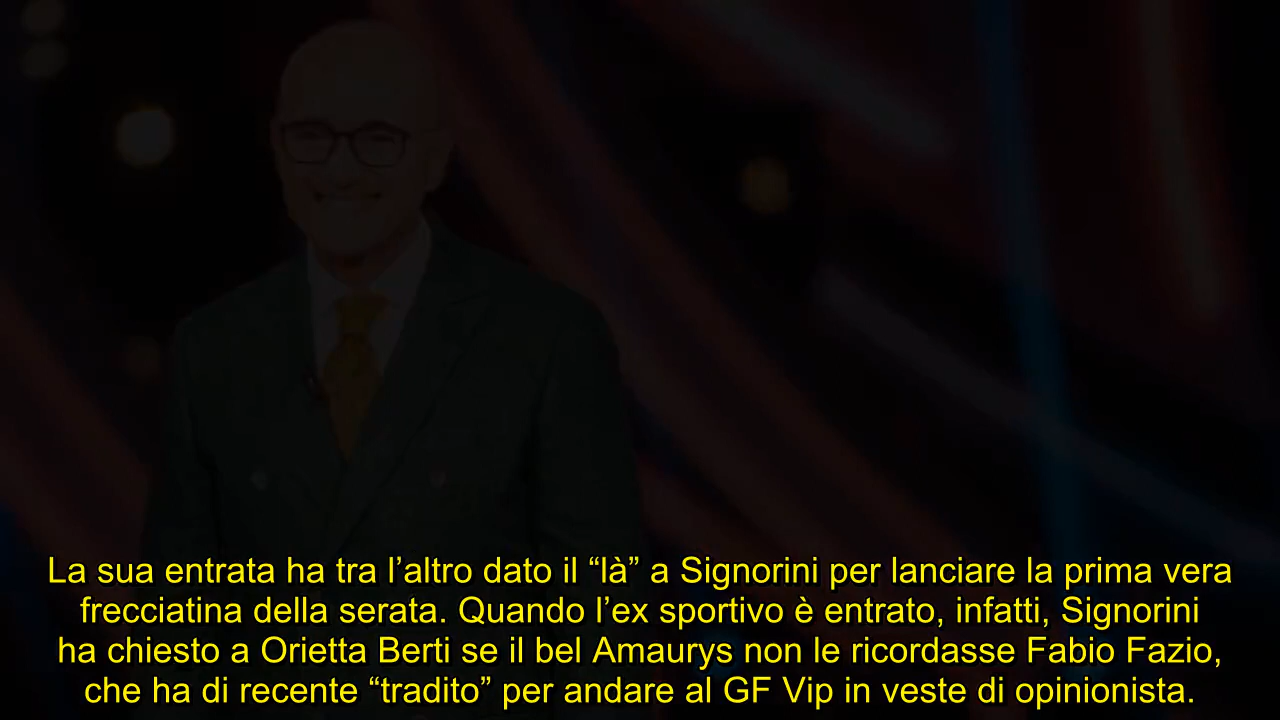 La sua entrata ha tra l’altro dato il “là” a Signorini per lanciare la prima vera
frecciatina della serata. Quando l’ex sportivo è entrato, infatti, Signorini
ha chiesto a Orietta Berti se il bel Amaurys non le ricordasse Fabio Fazio,
che ha di recente “tradito” per andare al GF Vip in veste di opinionista.